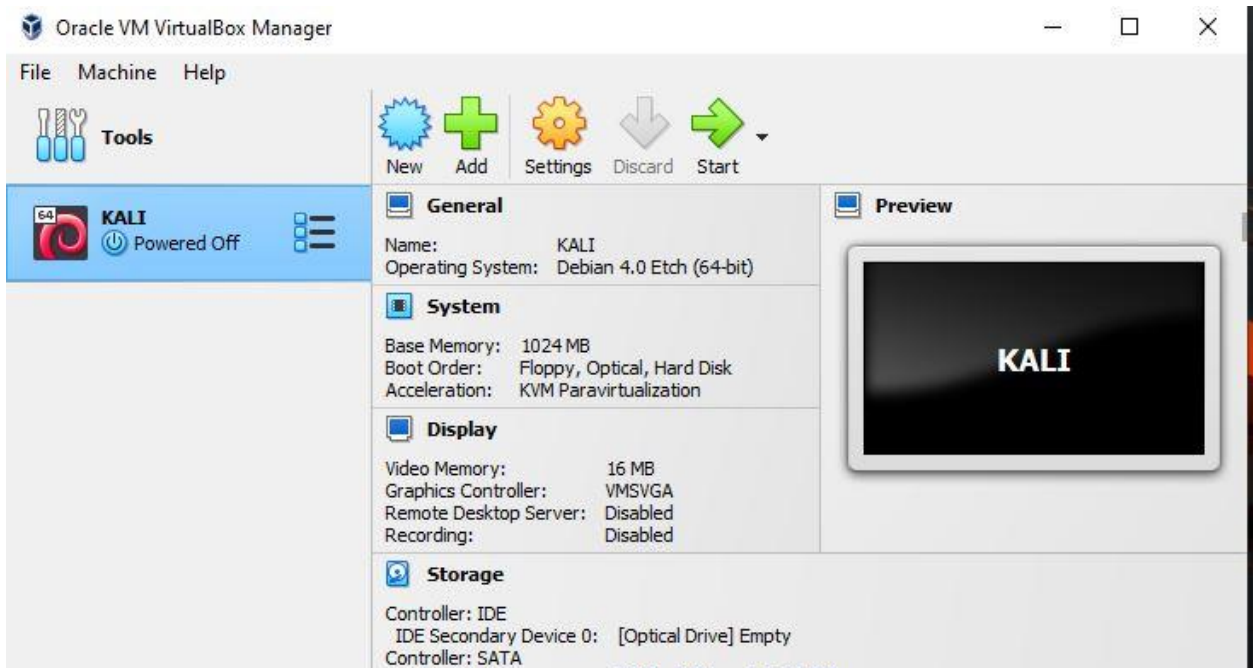 Oracle VM VirtualBox Manager
File Machine Help
Tools
New Add Settings Discard Start
64
KALI
Powered Off
General
Name: KALI
Operating System: Debian 4.0 Etch (64-bit)
System
Base Memory: 1024 MB
Boot Order: Floppy, Optical, Hard Disk
Acceleration: KVM Paravirtualization
Display
Video Memory: 16 MB
Graphics Controller: VMSVGA
Remote Desktop Server: Disabled
Recording: Disabled
Preview
KALI
Storage
Controller: IDE
IDE Secondary Device 0: [Optical Drive] Empty
Controller: SATA